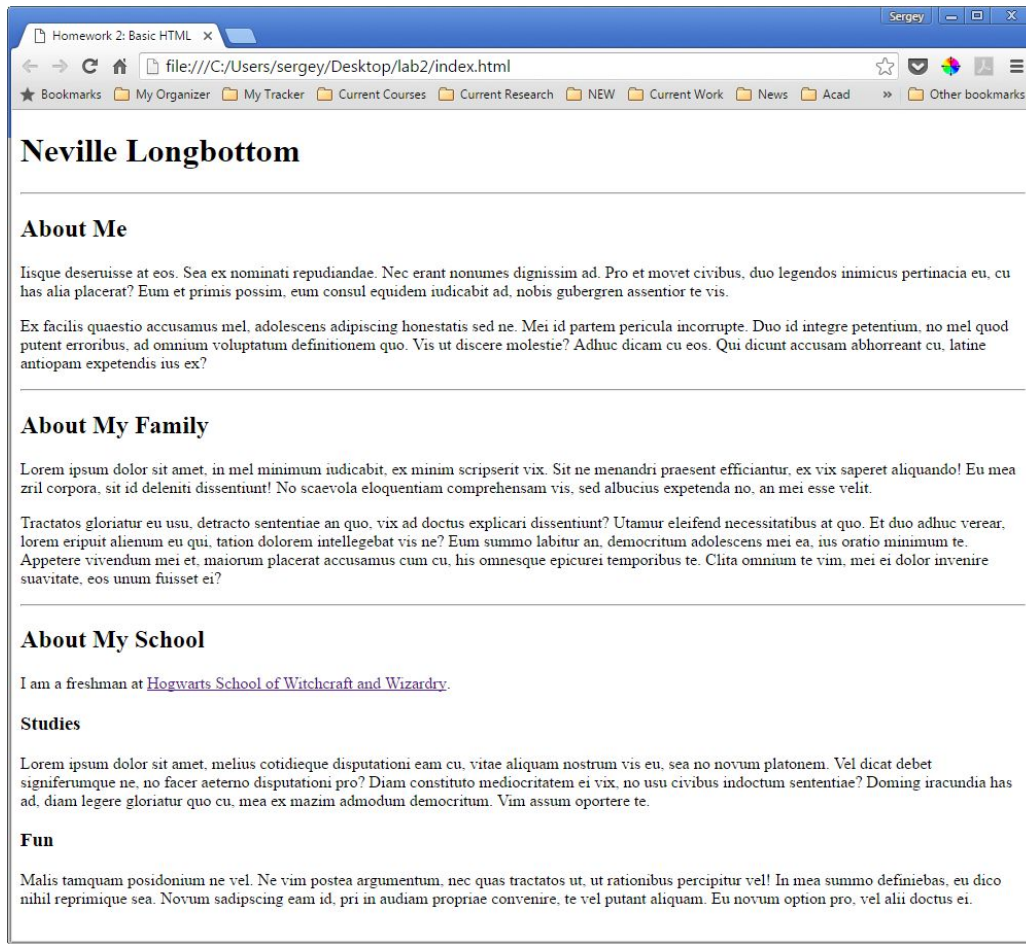 Sergey
Homework 2: Basic HTML
file:///C:/Users/sergey/Desktop/lab2/index.html
Bookmarks My Organizer My Tracker Current Courses Current Research NEW Current Work News Acad » Other bookmarks
Neville Longbottom
About Me
Iisque deseruisse at eos. Sea ex nominati repudiandae. Nec erant nonumes dignissim ad. Pro et movet civibus, duo legendos inimicus pertinacia eu, cu
has alia placerat? Eum et primis possim, eum consul equidem iudicabit ad, nobis gubergren assentior te vis.
Ex facilis quaestio accusamus mel, adolescens adipiscing honestatis sed ne. Mei id partem pericula incorrupte. Duo id integre petentium, no mel quod
putent erroribus, ad omnium voluptatum definitionem quo. Vis ut discere molestie? Adhuc dicam cu eos. Qui dicunt accusam abhorreant cu, latine
antiopam expetendis ius ex?
About My Family
Lorem ipsum dolor sit amet, in mel minimum iudicabit, ex minim scripserit vix. Sit ne menandri praesent efficiantur, ex vix saperet aliquando! Eu mea
zril corpora, sit id deleniti dissentiunt! No scaevola eloquentiam comprehensam vis, sed albucius expetenda no, an mei esse velit.
Tractatos gloriatur eu usu, detracto sententiae an quo, vix ad doctus explicari dissentiunt? Utamur eleifend necessitatibus at quo. Et duo adhuc verear,
lorem eripuit alienum eu qui, tation dolorem intellegebat vis ne? Eum summo labitur an, democritum adolescens mei ea, ius oratio minimum te.
Appetere vivendum mei et, maiorum placerat accusamus cum cu, his omnesque epicurei temporibus te. Clita omnium te vim, mei ei dolor invenire
suavitate, eos unum fuisset ei?
About My School
I am a freshman at Hogwarts School of Witchcraft and Wizardry.
Studies
Lorem ipsum dolor sit amet, melius cotidieque disputationi eam cu, vitae aliquam nostrum vis eu, sea no novum platonem. Vel dicat debet
signiferumque ne, no facer aeterno disputationi pro? Diam constituto mediocritatem ei vix, no usu civibus indoctum sententiae? Doming iracundia has
ad, diam legere gloriatur quo cu, mea ex mazim admodum democritum. Vim assum oportere te.
Fun
Malis tamquam posidonium ne vel. Ne vim postea argumentum, nec quas tractatos ut, ut rationibus percipitur vel! In mea summo definiebas, eu dico
nihil reprimique sea. Novum sadipscing eam id, pri in audiam propriae convenire, te vel putant aliquam. Eu novum option pro, vel alii doctus ei.